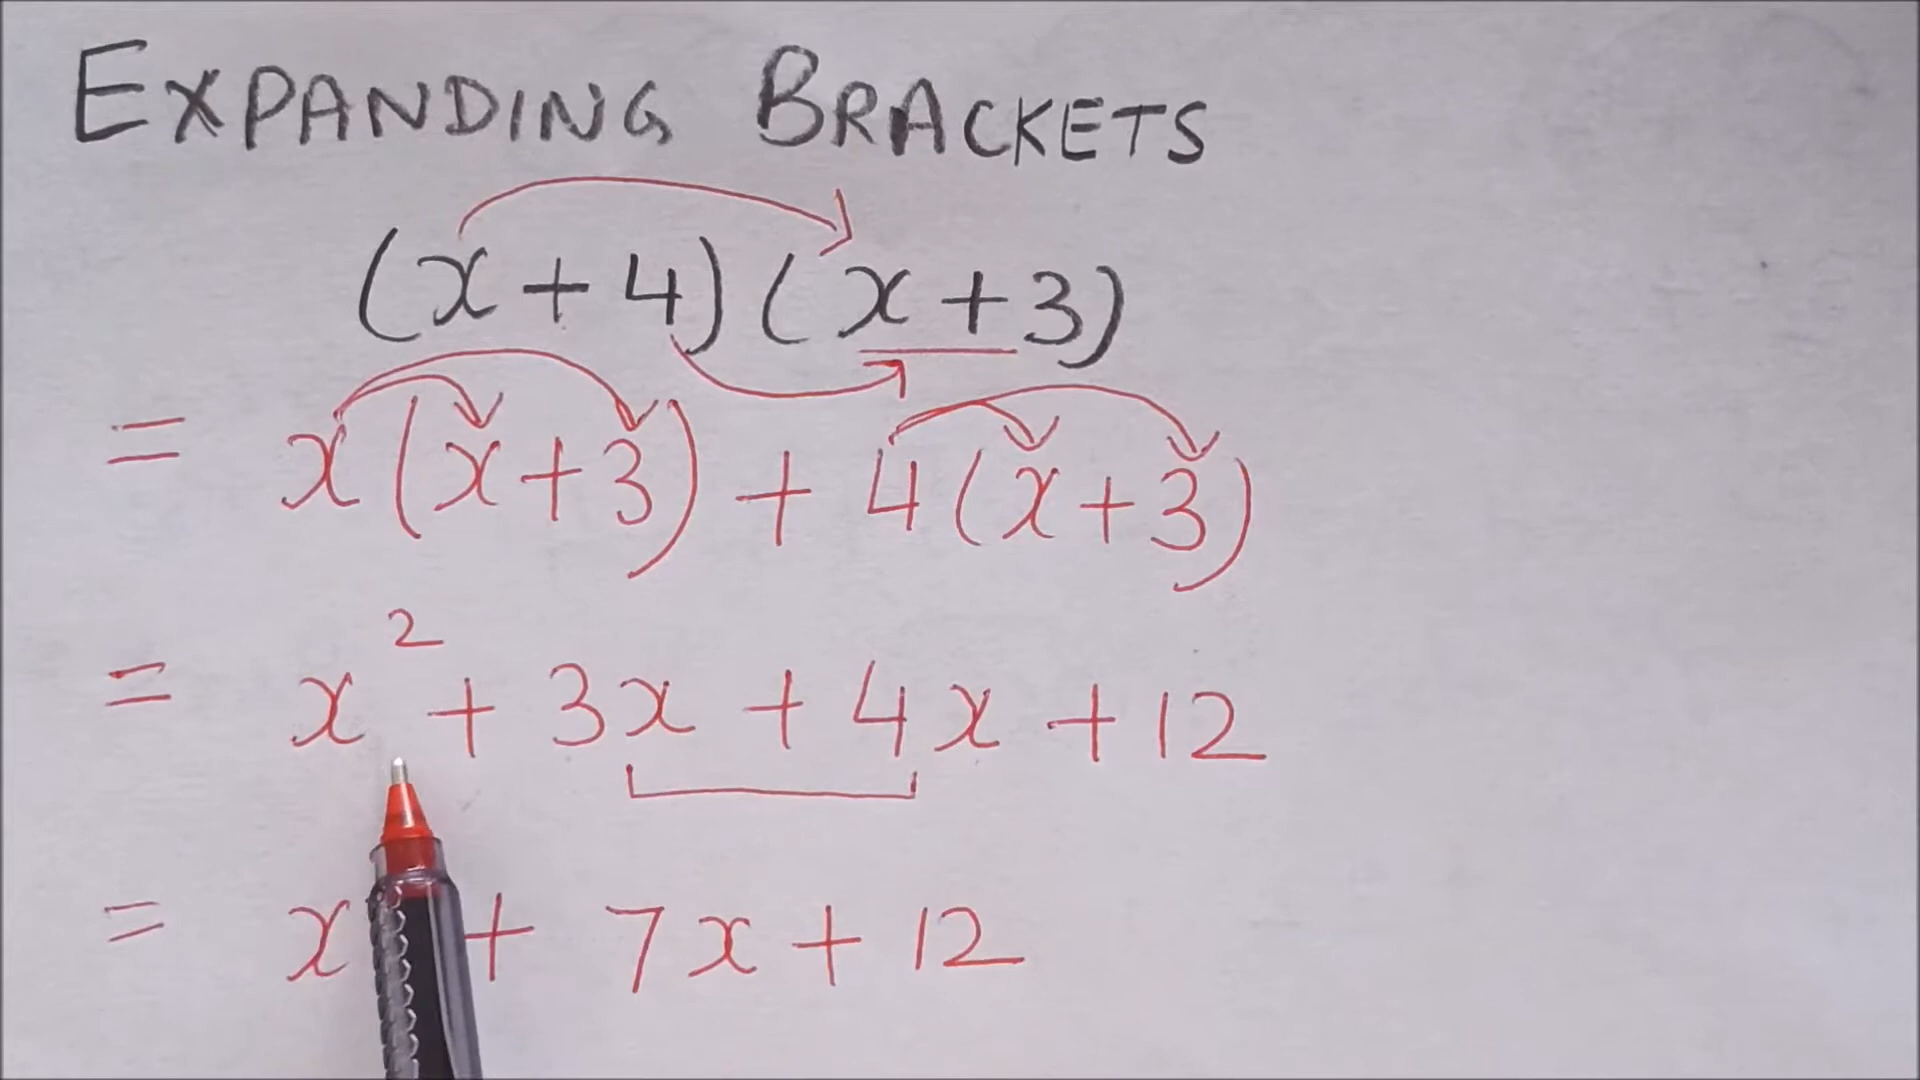 EXPANDING BRACKETS
(x + 4) (x + 3)
= x (x + 3) + 4 (x + 3)
= x² + 3x + 4x + 12
= x + 7x + 12